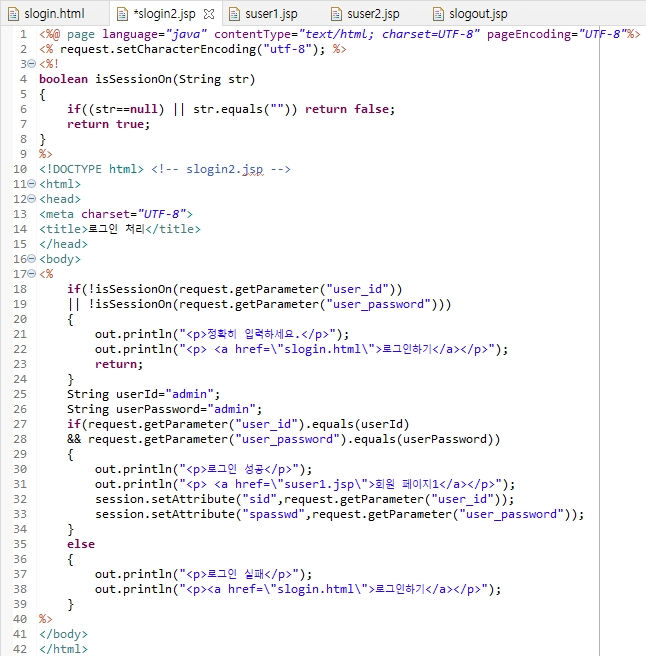 slogin.html *slogin2.jsp suser1.jsp suser2.jsp slogout.jsp
1 <%@ page language="java" contentType="text/html; charset=UTF-8" pageEncoding="UTF-8"%>
2 <% request.setCharacterEncoding("utf-8"); %>
3 <%!
4 boolean isSessionOn(String str)
5 {
6     if((str==null) || str.equals("")) return false;
7     return true;
8 }
9 %>
10 <!DOCTYPE html> <!-- slogin2.jsp -->
11 <html>
12 <head>
13 <meta charset="UTF-8">
14 <title>로그인 처리</title>
15 </head>
16 <body>
17 <%
18     if(!isSessionOn(request.getParameter("user_id"))
19     || !isSessionOn(request.getParameter("user_password")))
20     {
21         out.println("<p>정확히 입력하세요.</p>");
22         out.println("<p> <a href=\"slogin.html\">로그인하기</a></p>");
23         return;
24     }
25     String userId="admin";
26     String userPassword="admin";
27     if(request.getParameter("user_id").equals(userId)
28     && request.getParameter("user_password").equals(userPassword))
29     {
30         out.println("<p>로그인 성공</p>");
31         out.println("<p> <a href=\"suser1.jsp\">회원 페이지1</a></p>");
32         session.setAttribute("sid",request.getParameter("user_id"));
33         session.setAttribute("spasswd",request.getParameter("user_password"));
34     }
35     else
36     {
37         out.println("<p>로그인 실패</p>");
38         out.println("<p><a href=\"slogin.html\">로그인하기</a></p>");
39     }
40 %>
41 </body>
42 </html>